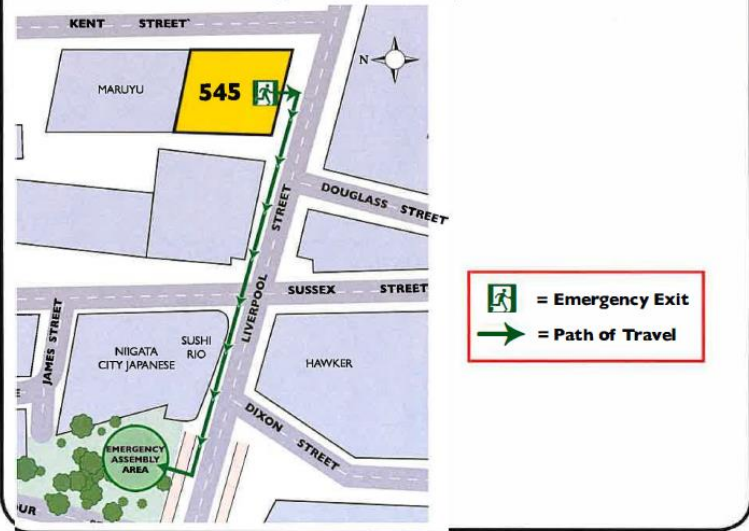 KENT STREET
N
MARUYU
545
DOUGLASS STREET
LIVERPOOL STREET
SUSSEX STREET
JAMES STREET
SUSHI
RIO
NIIGATA
CITY JAPANESE
HAWKER
DIXON STREET
EMERGENCY
ASSEMBLY
AREA
UR
= Emergency Exit
= Path of Travel